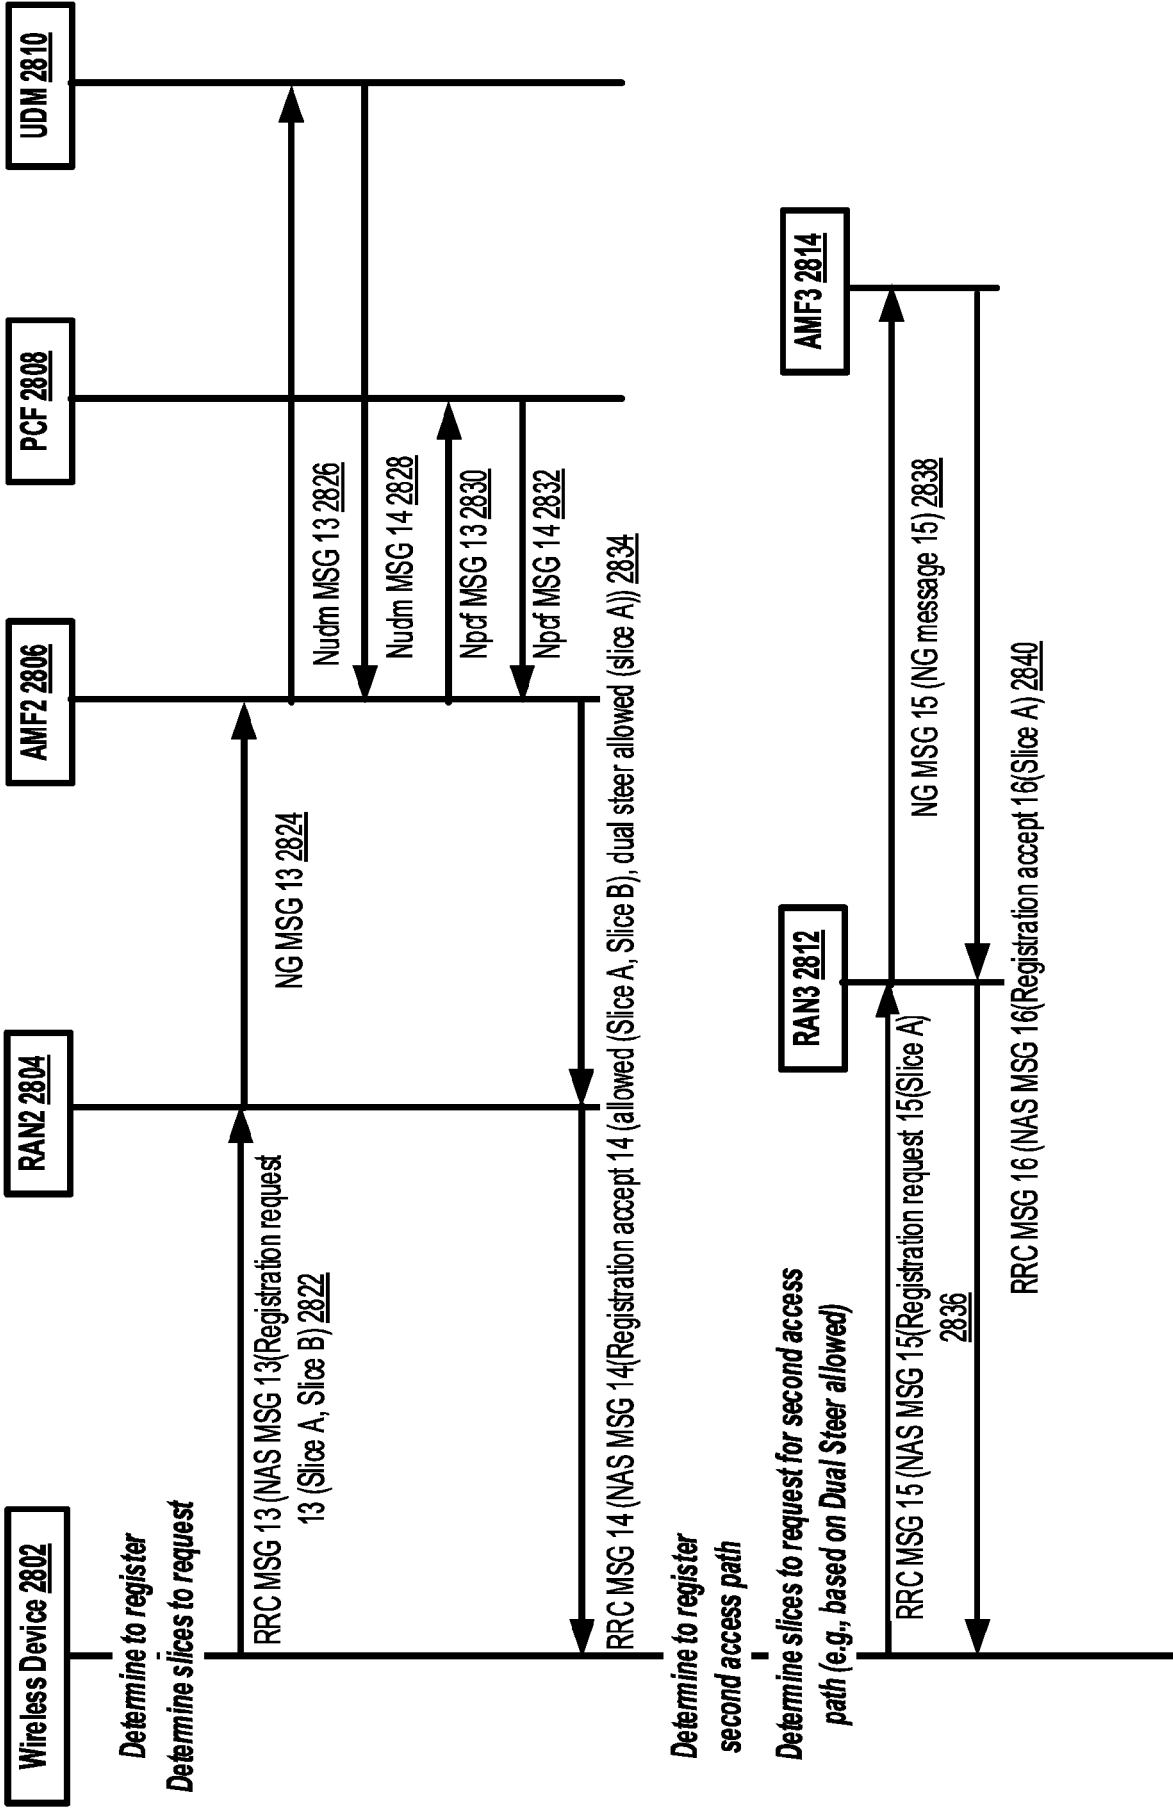 Wireless Device 2802
RAN2 2804
AMF2 2806
PCF 2808
UDM 2810
Determine to register
Determine slices to request
RRC MSG 13 (NAS MSG 13(Registration request
13 (Slice A, Slice B) 2822
NG MSG 13 2824
Nudm MSG 13 2826
Nudm MSG 14 2828
Npcf MSG 13 2830
Npcf MSG 14 2832
RRC MSG 14 (NAS MSG 14(Registration accept 14 (allowed (Slice A, Slice B), dual steer allowed (slice A)) 2834
Determine to register
second access path
Determine slices to request for second access
path (e.g., based on Dual Steer allowed)
RAN3 2812
AMF3 2814
RRC MSG 15 (NAS MSG 15(Registration request 15(Slice A)
2836
NG MSG 15 (NG message 15) 2838
RRC MSG 16 (NAS MSG 16(Registration accept 16(Slice A) 2840